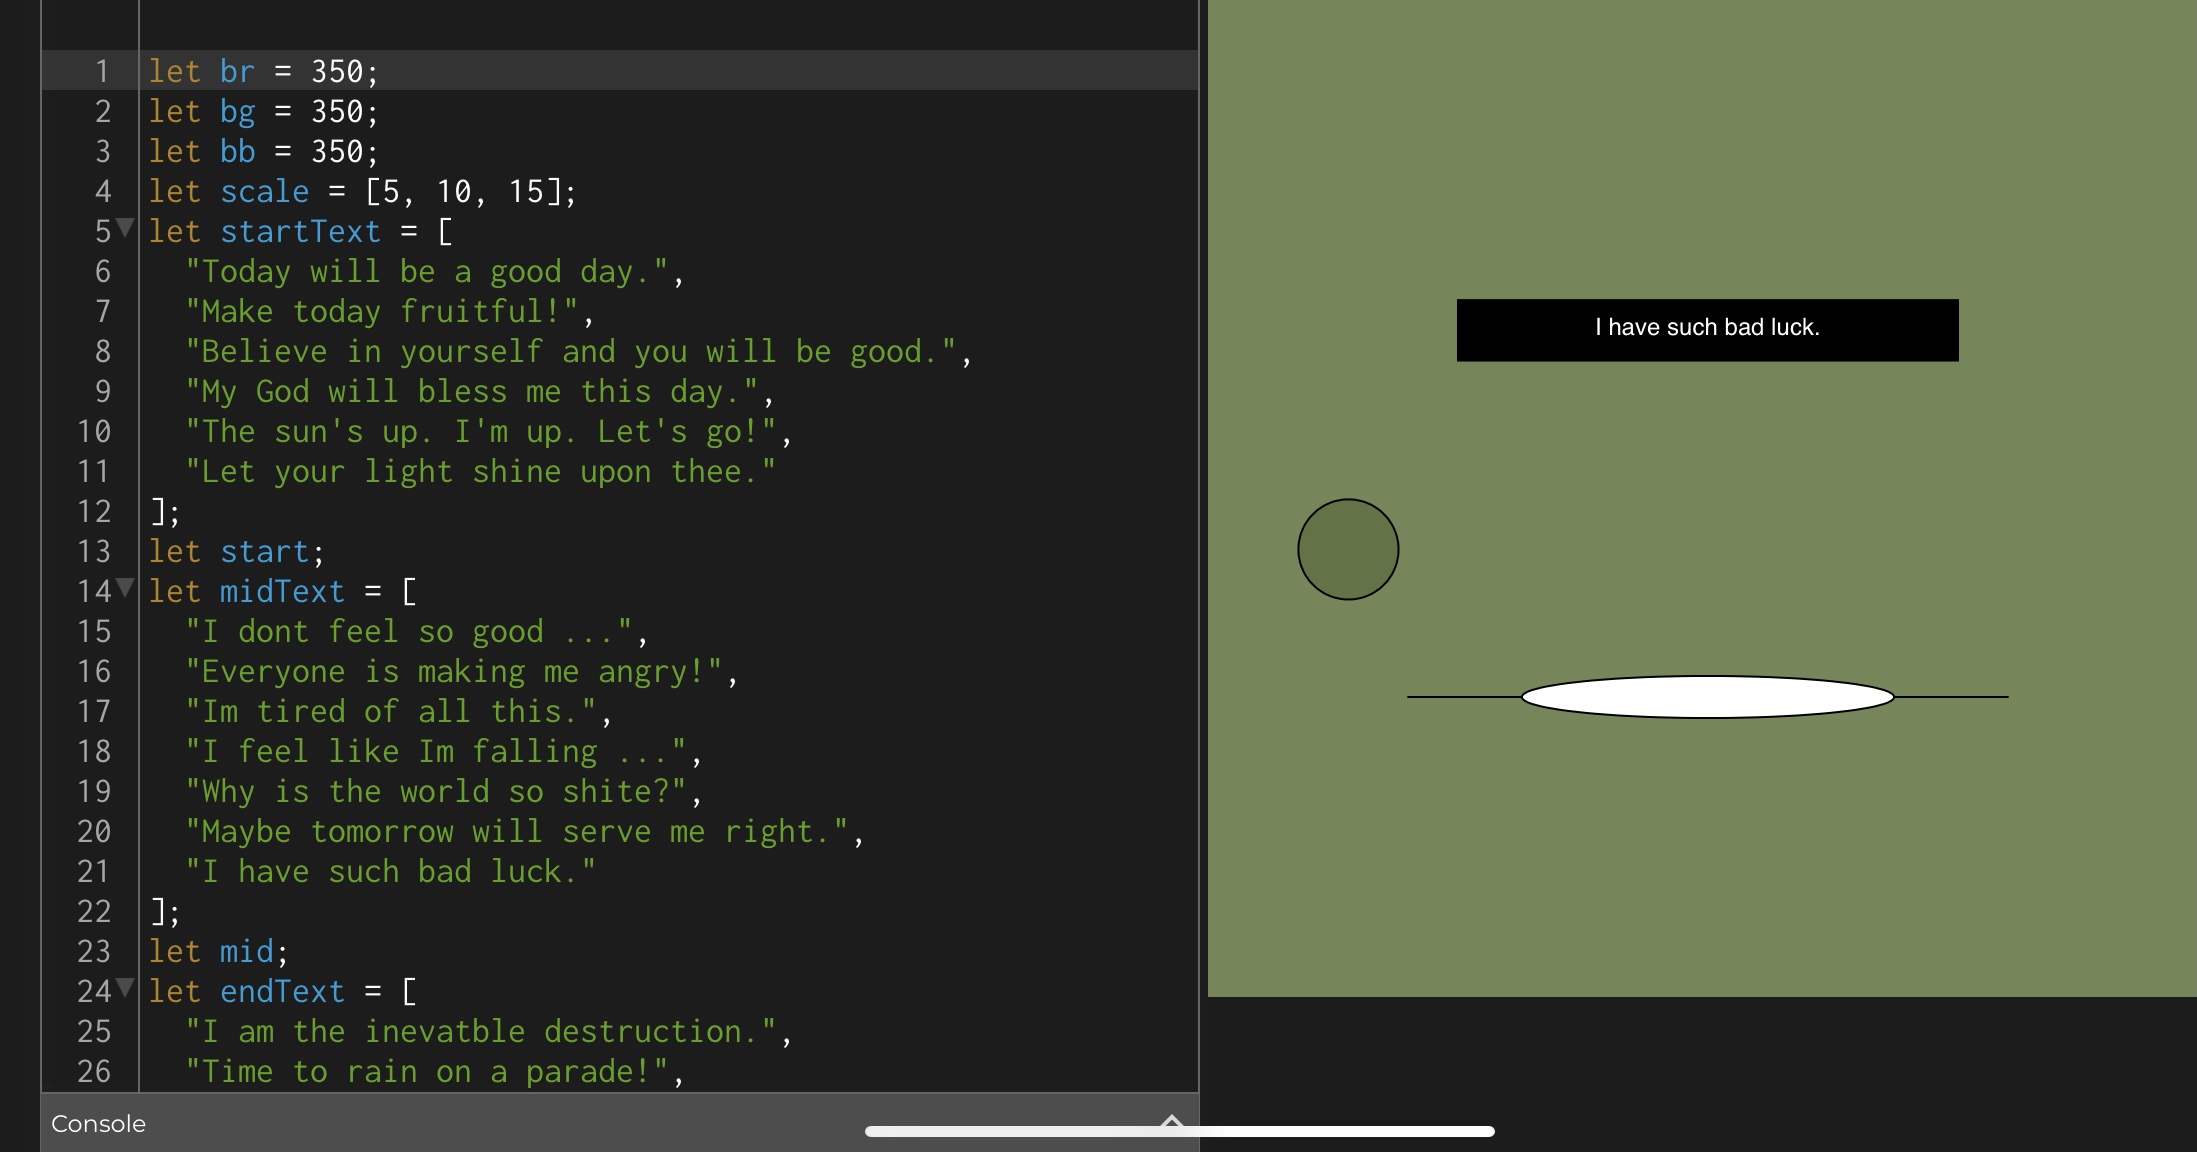 1 let br = 350;
2 let bg = 350;
3 let bb = 350;
4 let scale = [5, 10, 15];
5 let startText = [
6   "Today will be a good day.",
7   "Make today fruitful!",
8   "Believe in yourself and you will be good.",
9   "My God will bless me this day.",
10   "The sun's up. I'm up. Let's go!",
11   "Let your light shine upon thee."
12 ];
13 let start;
14 let midText = [
15   "I dont feel so good ...",
16   "Everyone is making me angry!",
17   "Im tired of all this.",
18   "I feel like Im falling ...",
19   "Why is the world so shite?",
20   "Maybe tomorrow will serve me right.",
21   "I have such bad luck."
22 ];
23 let mid;
24 let endText = [
25   "I am the inevatble destruction.",
26   "Time to rain on a parade!",
Console
I have such bad luck.